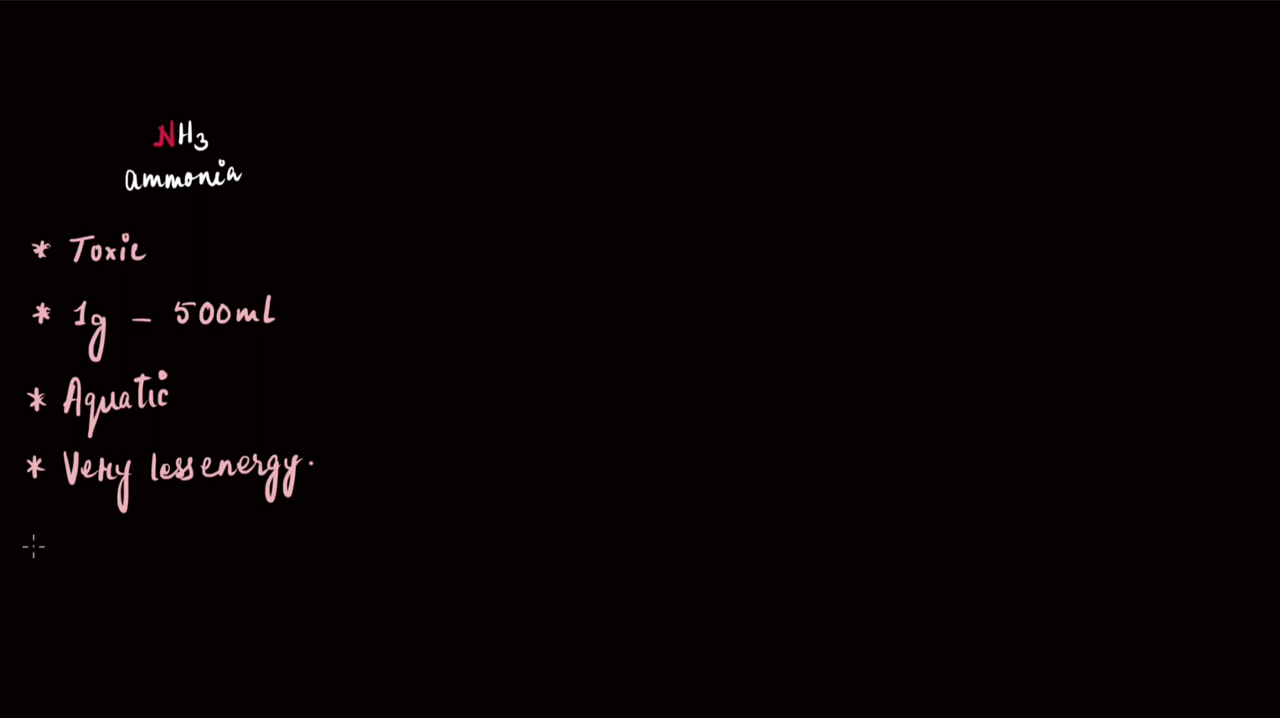 NH3
ammonia
* Toxic
* 1g - 500ml
* Aquatic
* Very less energy.